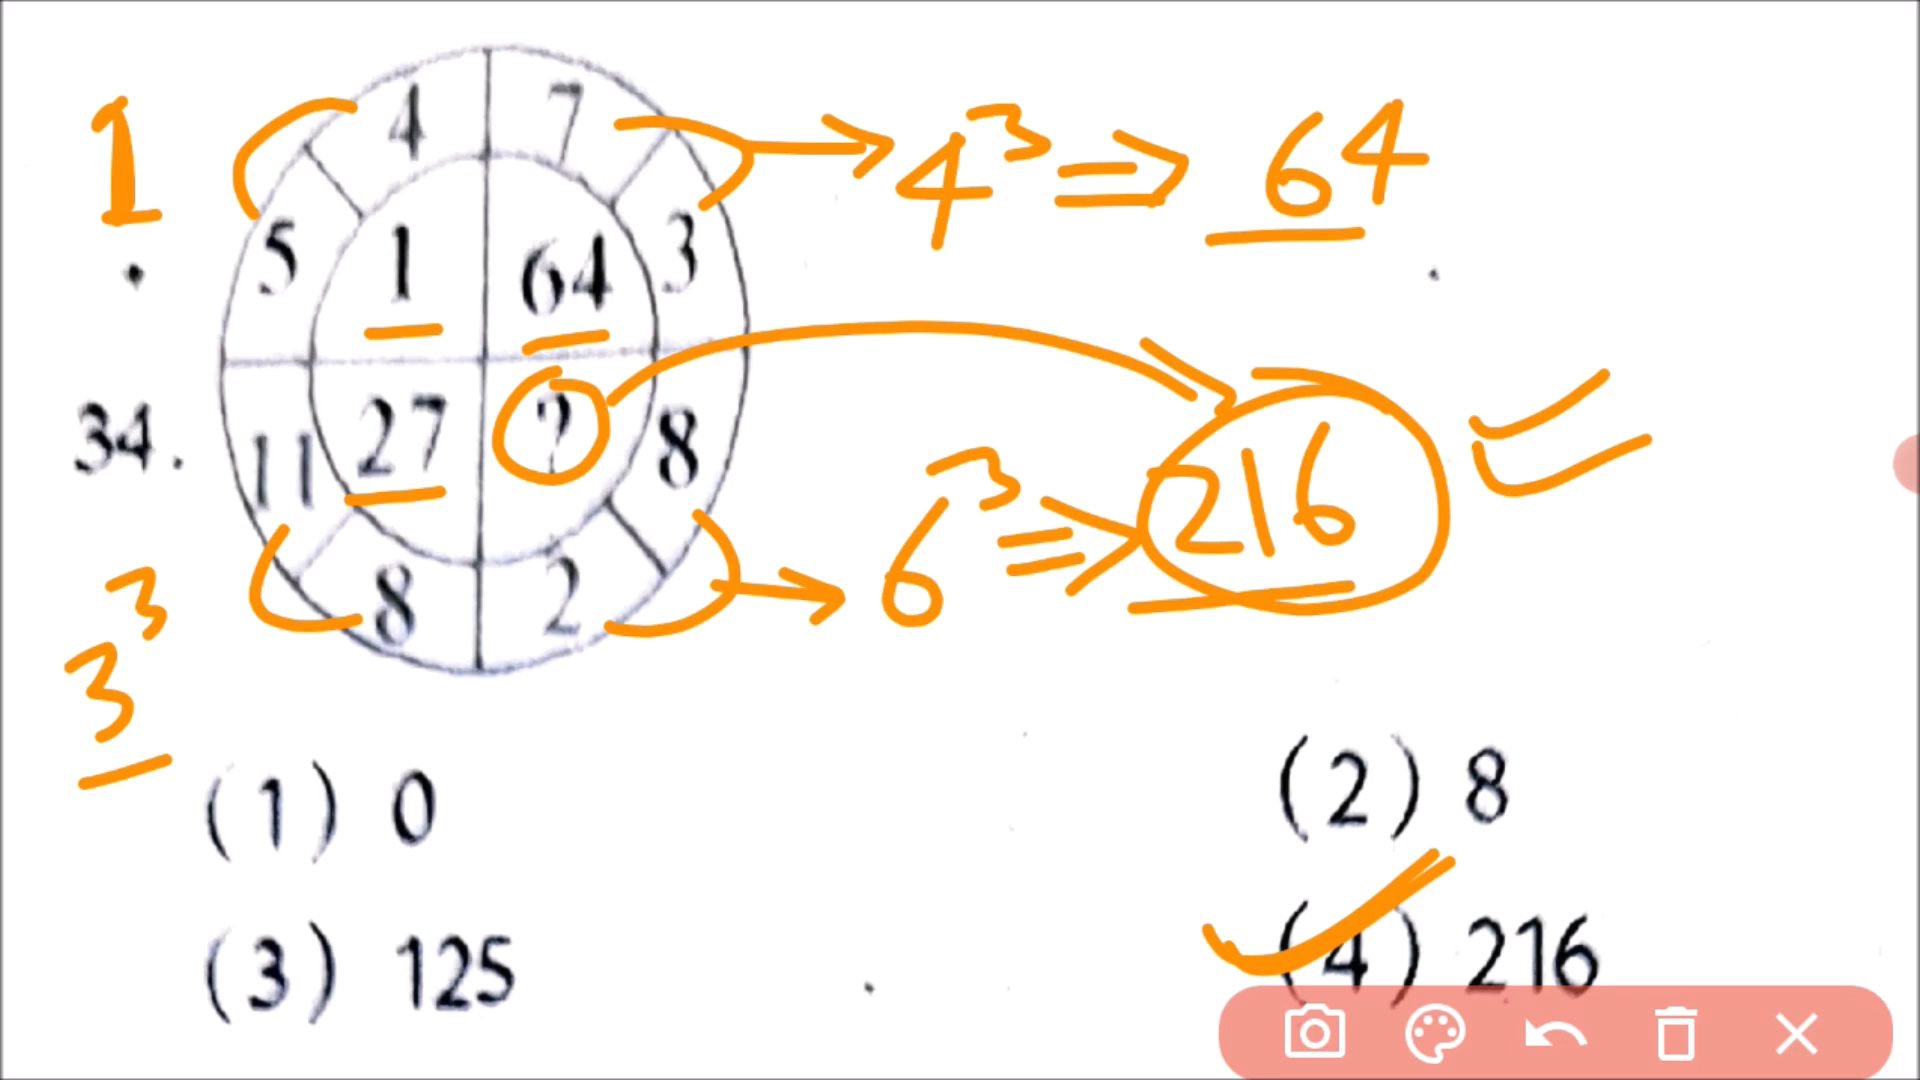 4 7
1 → 4³ ⇒ 64
5 1 64 3
34. 11 27 ? 8 216
6³ ⇒
8 2
3³
(1) 0 (2) 8
(3) 125 (4) 216